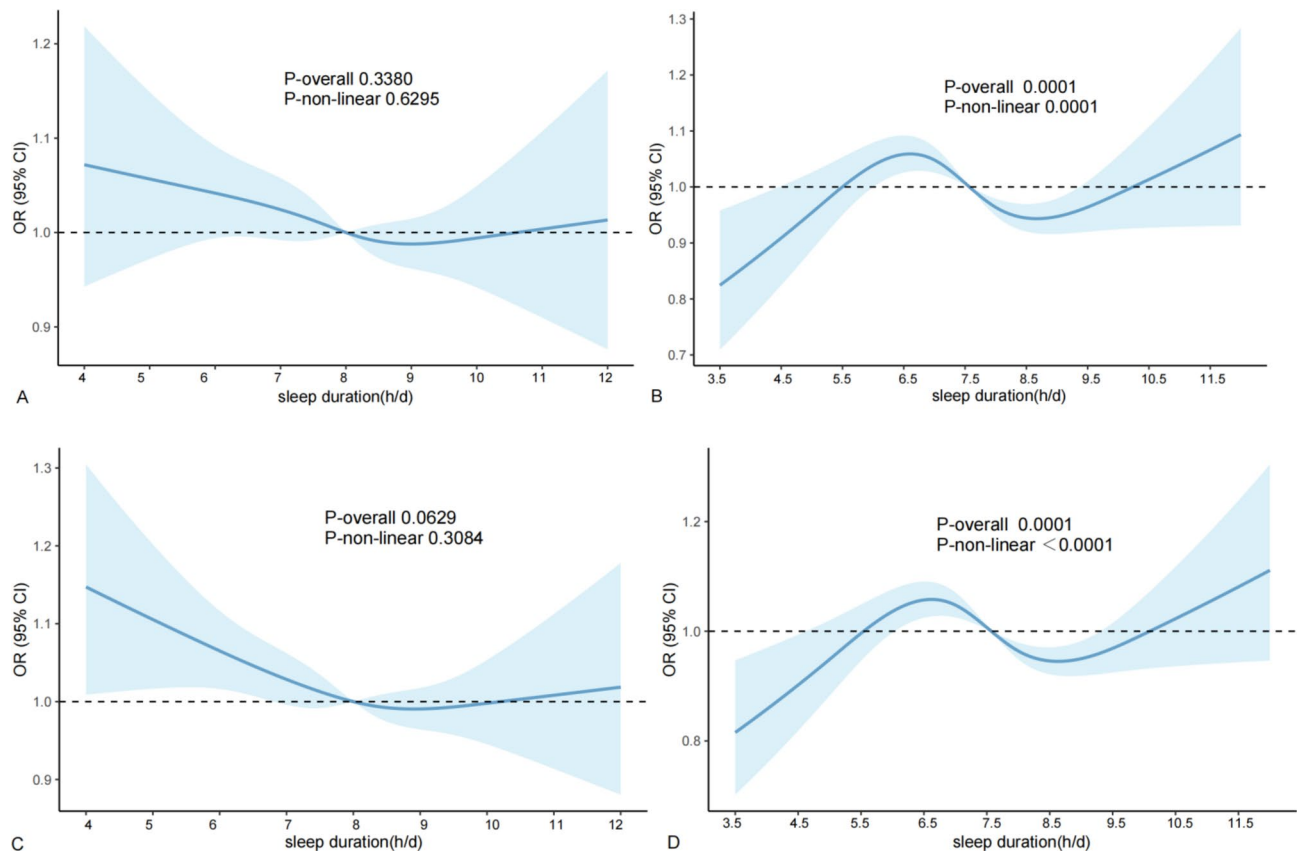 1.2
1.1
1.0
0.9
OR (95% CI)
P-overall 0.3380
P-non-linear 0.6295
4 5 6 7 8 9 10 11 12
sleep duration(h/d)
A
1.3
1.2
1.1
1.0
0.9
0.8
0.7
OR (95% CI)
P-overall 0.0001
P-non-linear 0.0001
3.5 4.5 5.5 6.5 7.5 8.5 9.5 10.5 11.5
sleep duration(h/d)
B
1.3
1.2
1.1
1.0
0.9
OR (95% CI)
P-overall 0.0629
P-non-linear 0.3084
4 5 6 7 8 9 10 11 12
sleep duration(h/d)
C
1.2
1.0
0.8
OR (95% CI)
P-overall 0.0001
P-non-linear <0.0001
3.5 4.5 5.5 6.5 7.5 8.5 9.5 10.5 11.5
sleep duration(h/d)
D